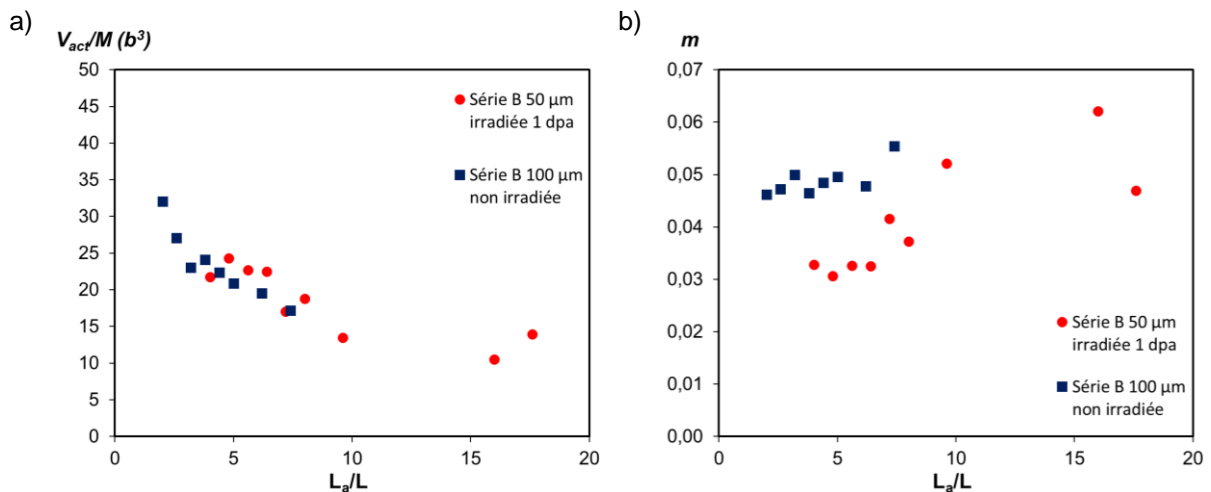 a)
V_act/M (b³)
50
45
40
35
30
25
20
15
10
5
0
0
5
10
15
20
L_a/L
Série B 50 µm
irradiée 1 dpa
Série B 100 µm
non irradiée
b)
m
0,07
0,06
0,05
0,04
0,03
0,02
0,01
0,00
0
5
10
15
20
L_a/L
Série B 50 µm
irradiée 1 dpa
Série B 100 µm
non irradiée